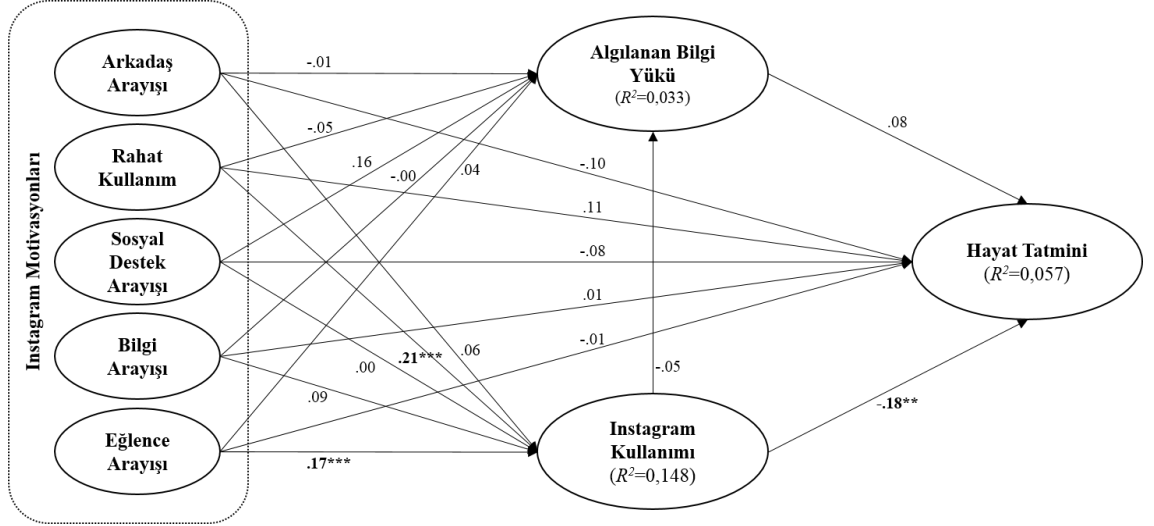 Instagram Motivasyonları
Arkadaş
Arayışı
Rahat
Kullanım
Sosyal
Destek
Arayışı
Bilgi
Arayışı
Eğlence
Arayışı
-.01
-.05
.16
-.00
.04
-.10
.11
-.08
.01
-.01
.06
.21***
.00
.09
.17***
Algılanan Bilgi
Yükü
(R²=0,033)
-.05
Instagram
Kullanımı
(R²=0,148)
.08
-.18**
Hayat Tatmini
(R²=0,057)